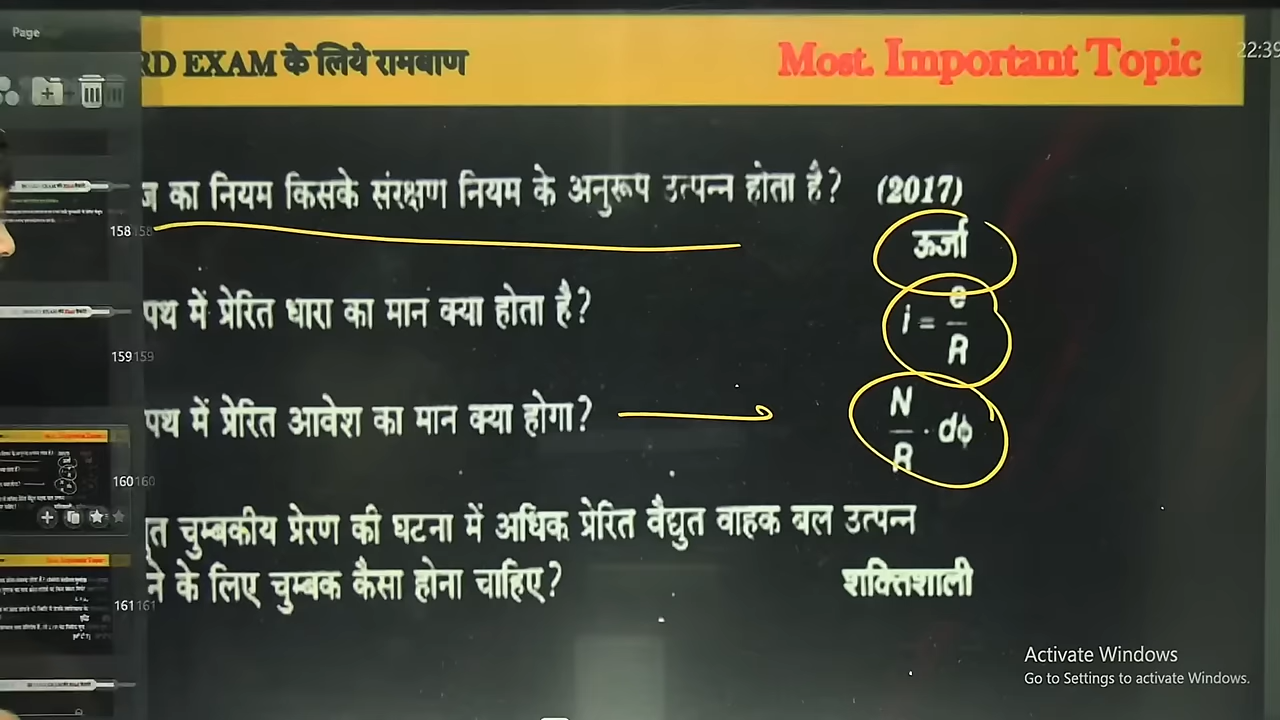 Page
RD EXAM के लिये रामबाण
Most. Important Topic
22:39
ज का नियम किसके संरक्षण नियम के अनुरूप उत्पन्न होता है? (2017)
ऊर्जा
158
पथ में प्रेरित धारा का मान क्या होता है?
i = e/R
159
पथ में प्रेरित आवेश का मान क्या होगा?
N/R · dϕ
160
त चुम्बकीय प्रेरण की घटना में अधिक प्रेरित वैद्युत वाहक बल उत्पन्न
ने के लिए चुम्बक कैसा होना चाहिए?
शक्तिशाली
161
Activate Windows
Go to Settings to activate Windows.